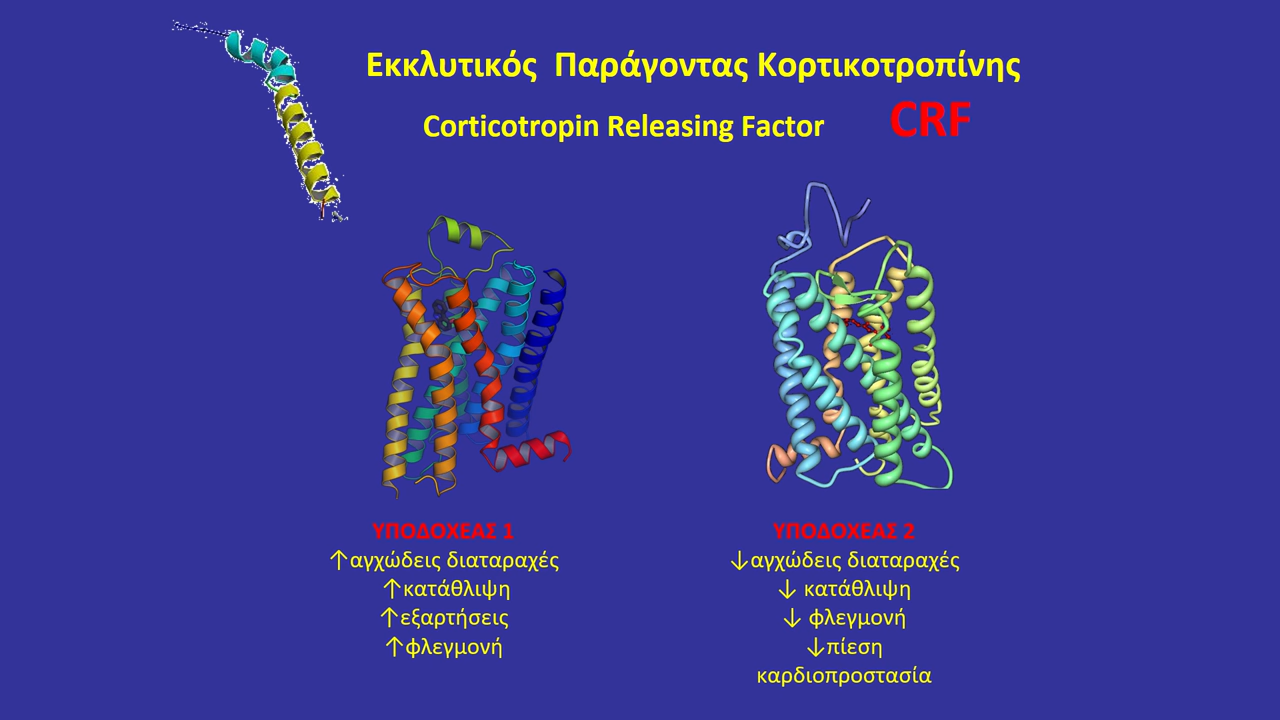 Εκκλυτικός Παράγοντας Κορτικοτροπίνης
Corticotropin Releasing Factor CRF
ΥΠΟΔΟΧΕΑΣ 1
↑αγχώδεις διαταραχές
↑κατάθλιψη
↑εξαρτήσεις
↑φλεγμονή
ΥΠΟΔΟΧΕΑΣ 2
↓αγχώδεις διαταραχές
↓ κατάθλιψη
↓ φλεγμονή
↓πίεση
καρδιοπροστασία